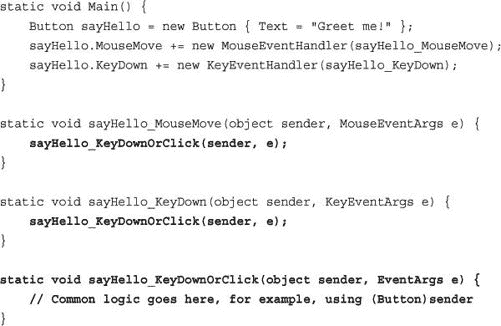 static void Main() {
    Button sayHello = new Button { Text = "Greet me!" };
    sayHello.MouseMove += new MouseEventHandler(sayHello_MouseMove);
    sayHello.KeyDown += new KeyEventHandler(sayHello_KeyDown);
}

static void sayHello_MouseMove(object sender, MouseEventArgs e) {
    sayHello_KeyDownOrClick(sender, e);
}

static void sayHello_KeyDown(object sender, KeyEventArgs e) {
    sayHello_KeyDownOrClick(sender, e);
}

static void sayHello_KeyDownOrClick(object sender, EventArgs e) {
    // Common logic goes here, for example, using (Button)sender
}